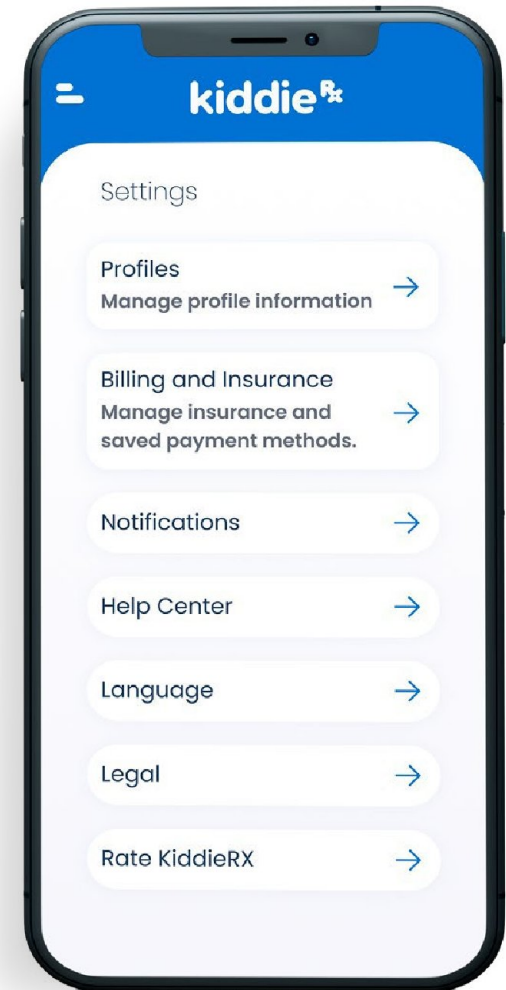 kiddie Rx
Settings
Profiles
Manage profile information
Billing and Insurance
Manage insurance and
saved payment methods.
Notifications
Help Center
Language
Legal
Rate KiddieRX